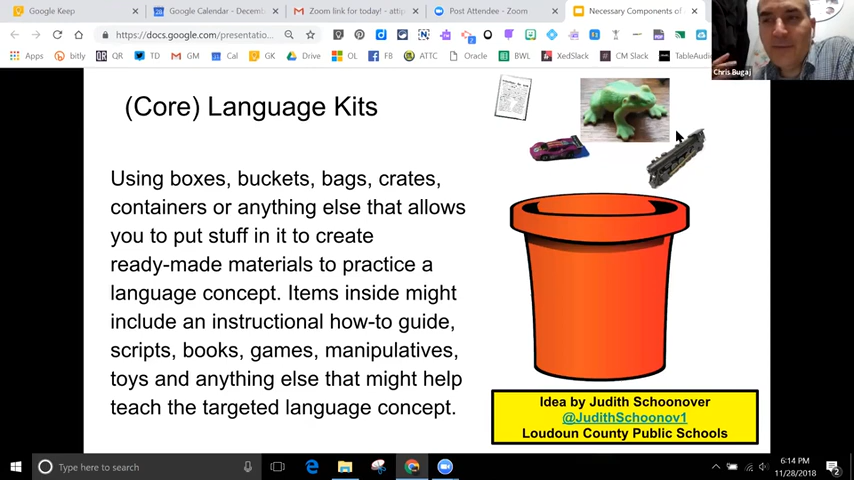 Google Keep
Google Calendar - Decemb
Zoom link for today! - attip
Post Attendee - Zoom
Necessary Components of
https://docs.google.com/presentatio...
Apps
bitly
QR
TD
GM
Cal
GK
Drive
OL
FB
ATTC
Oracle
BWL
XedSlack
CM Slack
TableAudio
Chris Bugaj
(Core) Language Kits
Using boxes, buckets, bags, crates,
containers or anything else that allows
you to put stuff in it to create
ready-made materials to practice a
language concept. Items inside might
include an instructional how-to guide,
scripts, books, games, manipulatives,
toys and anything else that might help
teach the targeted language concept.
Idea by Judith Schoonover
@JudithSchoonov1
Loudoun County Public Schools
Type here to search
6:14 PM
11/28/2018
2